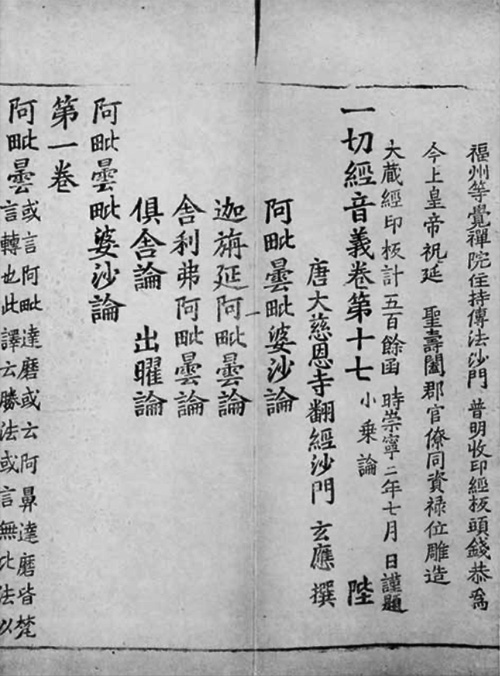 福州等覺禪院住持傳法沙門 普明收印經板頭錢恭爲
今上皇帝祝延 聖壽闔郡官僚同資祿位雕造
大藏經印板計五百餘函 時崇寧二年七月 日謹題
一切經音義卷第十七 小乘論 陛
唐大慈恩寺翻經沙門 玄應 撰
阿毗曇毗婆沙論
迦旃延阿毗曇論
舍利弗阿毗曇論
俱舍論 出曜論
阿毗曇毗婆沙論
第一卷
阿毗曇 或言阿毗達磨或云阿鼻達磨皆梵
言轉也此譯云勝法或言無比法以